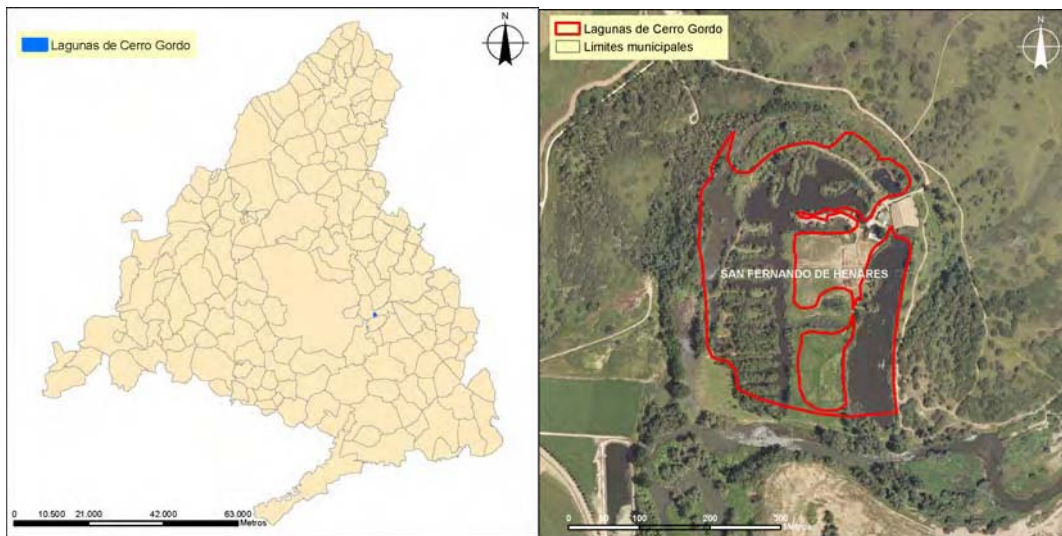 Lagunas de Cerro Gordo
N
0 10.500 21.000 42.000 63.000
Metros
Lagunas de Cerro Gordo
Limites municipales
N
SAN FERNANDO DE HENARES
0 100 200 300
Metros